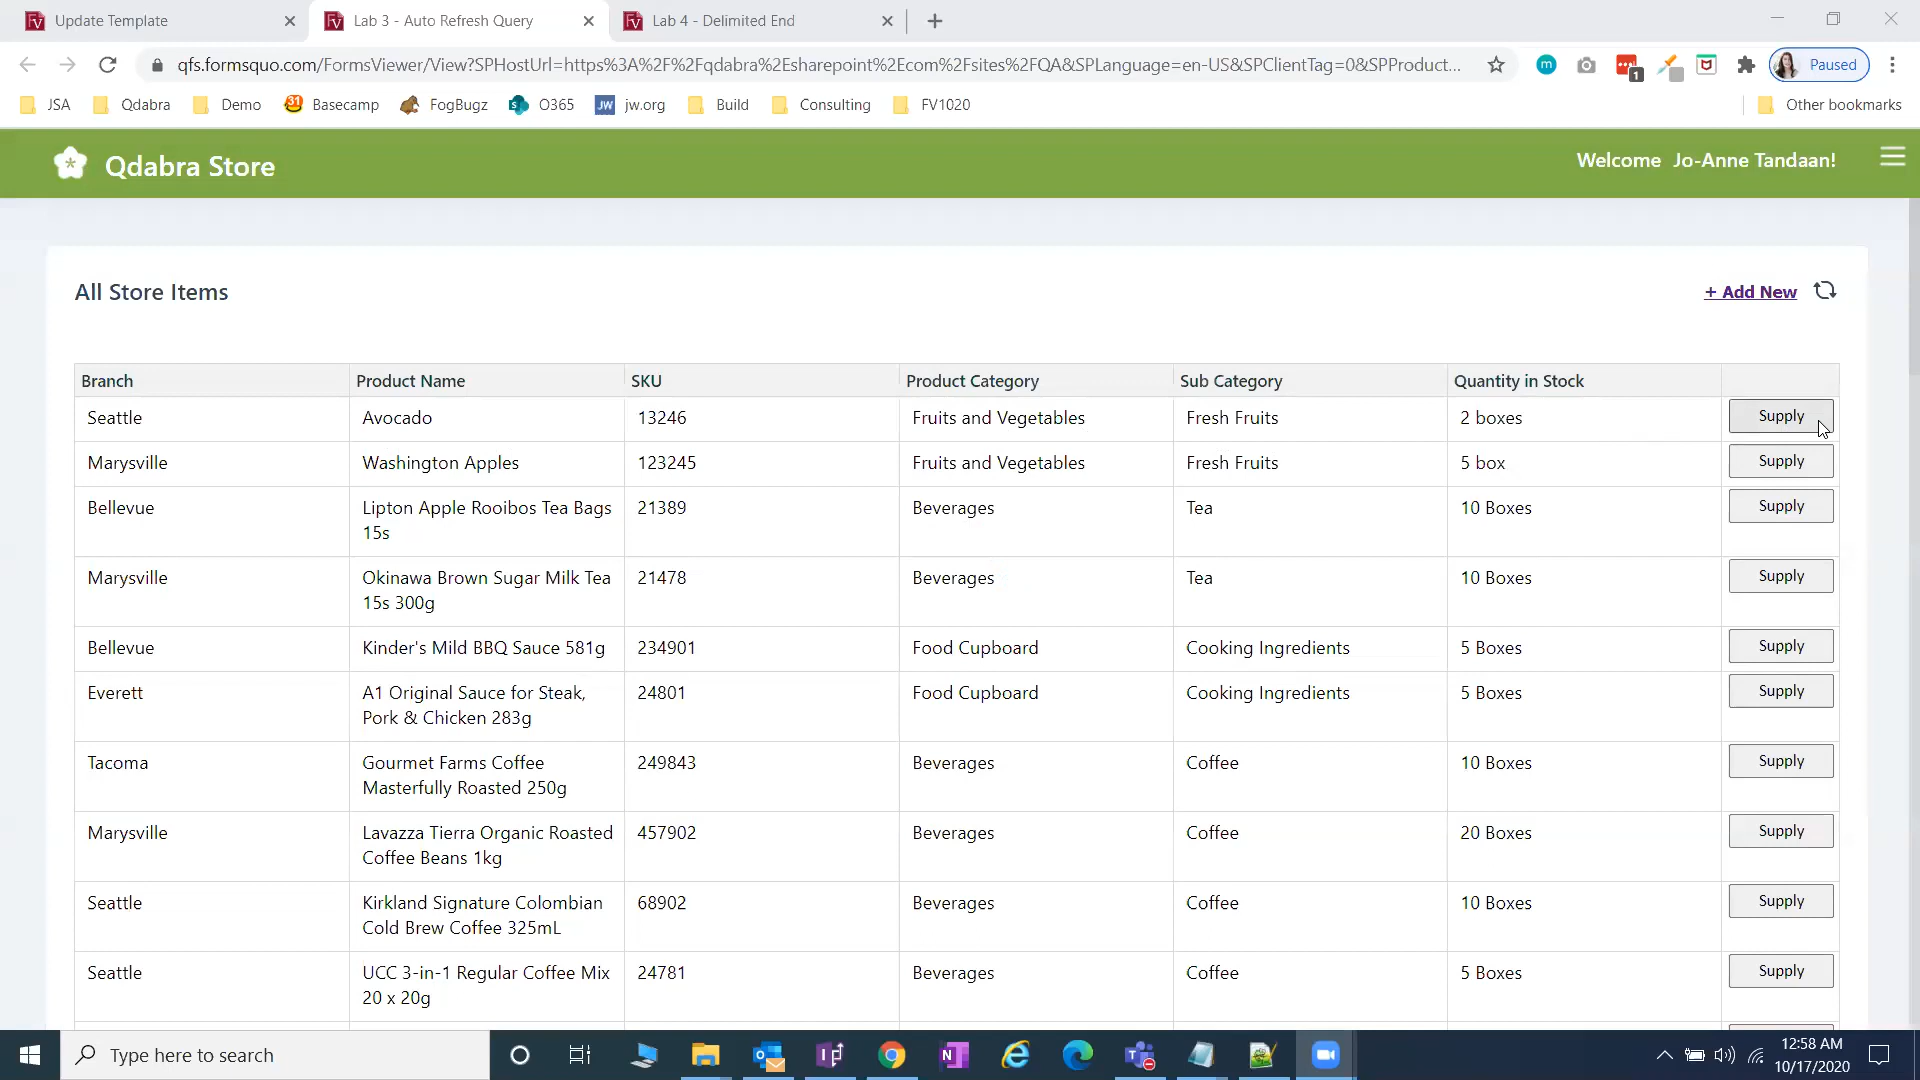 Update Template
Lab 3 - Auto Refresh Query
Lab 4 - Delimited End
qfs.formsquo.com/FormsViewer/View?SPHostUrl=https%3A%2F%2Fqdabra%2Esharepoint%2Ecom%2Fsites%2FQA&SPLanguage=en-US&SPClientTag=0&SPProduct...
1
m
Paused
JSA
Qdabra
Demo
31
Basecamp
FogBugz
O365
JW
jw.org
Build
Consulting
FV1020
Other bookmarks
Qdabra Store
Welcome Jo-Anne Tandaan!
All Store Items
+ Add New
Branch Product Name SKU Product Category Sub Category Quantity in Stock
Seattle Avocado 13246 Fruits and Vegetables Fresh Fruits 2 boxes Supply
Marysville Washington Apples 123245 Fruits and Vegetables Fresh Fruits 5 box Supply
Bellevue Lipton Apple Rooibos Tea Bags 21389 Beverages Tea 10 Boxes Supply
15s
Marysville Okinawa Brown Sugar Milk Tea 21478 Beverages Tea 10 Boxes Supply
15s 300g
Bellevue Kinder's Mild BBQ Sauce 581g 234901 Food Cupboard Cooking Ingredients 5 Boxes Supply
Everett A1 Original Sauce for Steak, 24801 Food Cupboard Cooking Ingredients 5 Boxes Supply
Pork & Chicken 283g
Tacoma Gourmet Farms Coffee 249843 Beverages Coffee 10 Boxes Supply
Masterfully Roasted 250g
Marysville Lavazza Tierra Organic Roasted 457902 Beverages Coffee 20 Boxes Supply
Coffee Beans 1kg
Seattle Kirkland Signature Colombian 68902 Beverages Coffee 10 Boxes Supply
Cold Brew Coffee 325mL
Seattle UCC 3-in-1 Regular Coffee Mix 24781 Beverages Coffee 5 Boxes Supply
20 x 20g
Type here to search
12:58 AM
10/17/2020